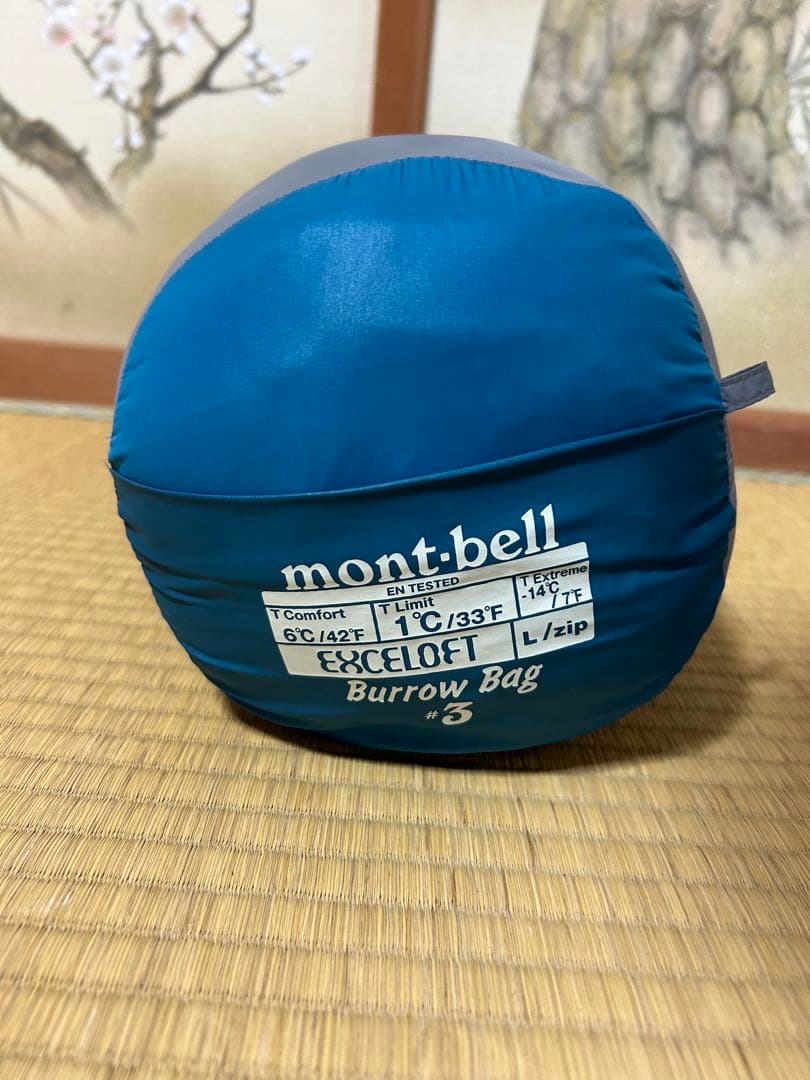 mont·bell
EN TESTED
T Comfort
6℃/42℉
T Limit
1℃/33℉
T Extreme
-14℃
/7℉
EXCELOFT
L/zip
Burrow Bag
#3